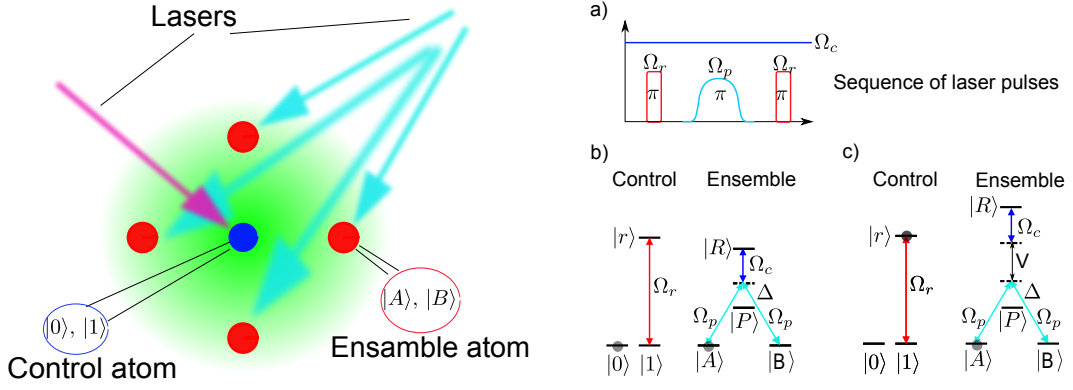 Lasers
|0⟩, |1⟩
Control atom
|A⟩, |B⟩
Ensamble atom
a)
Ω_c
Ω_r Ω_p Ω_r
π π π
Sequence of laser pulses
b)
Control Ensemble
|r⟩ |R⟩
Ω_c
Ω_r
Δ
Ω_p |P⟩ Ω_p
|0⟩ |1⟩ |A⟩ |B⟩
c)
Control Ensemble
|R⟩
|r⟩ Ω_c
V
Ω_r
Δ
Ω_p |P⟩ Ω_p
|0⟩ |1⟩ |A⟩ |B⟩